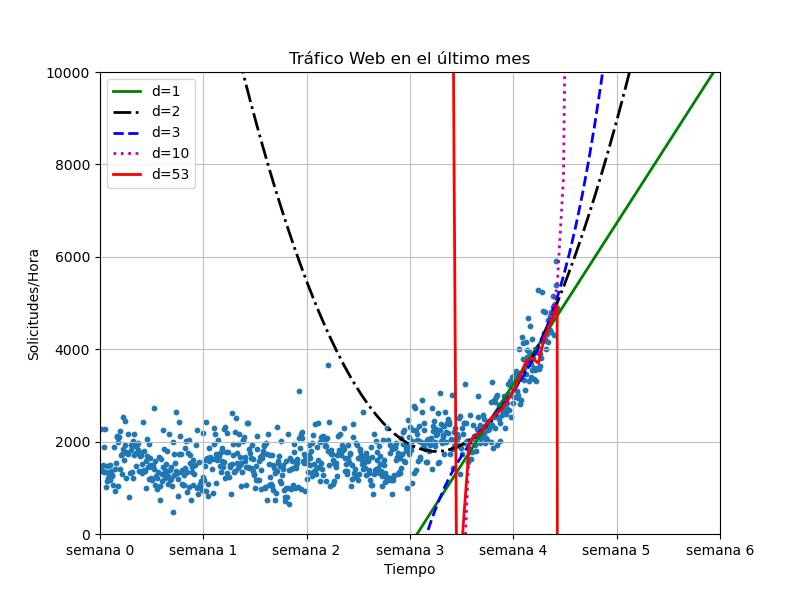 Tráfico Web en el último mes
10000
8000
6000
4000
2000
0
Solicitudes/Hora
d=1
d=2
d=3
d=10
d=53
semana 0 semana 1 semana 2 semana 3 semana 4 semana 5 semana 6
Tiempo